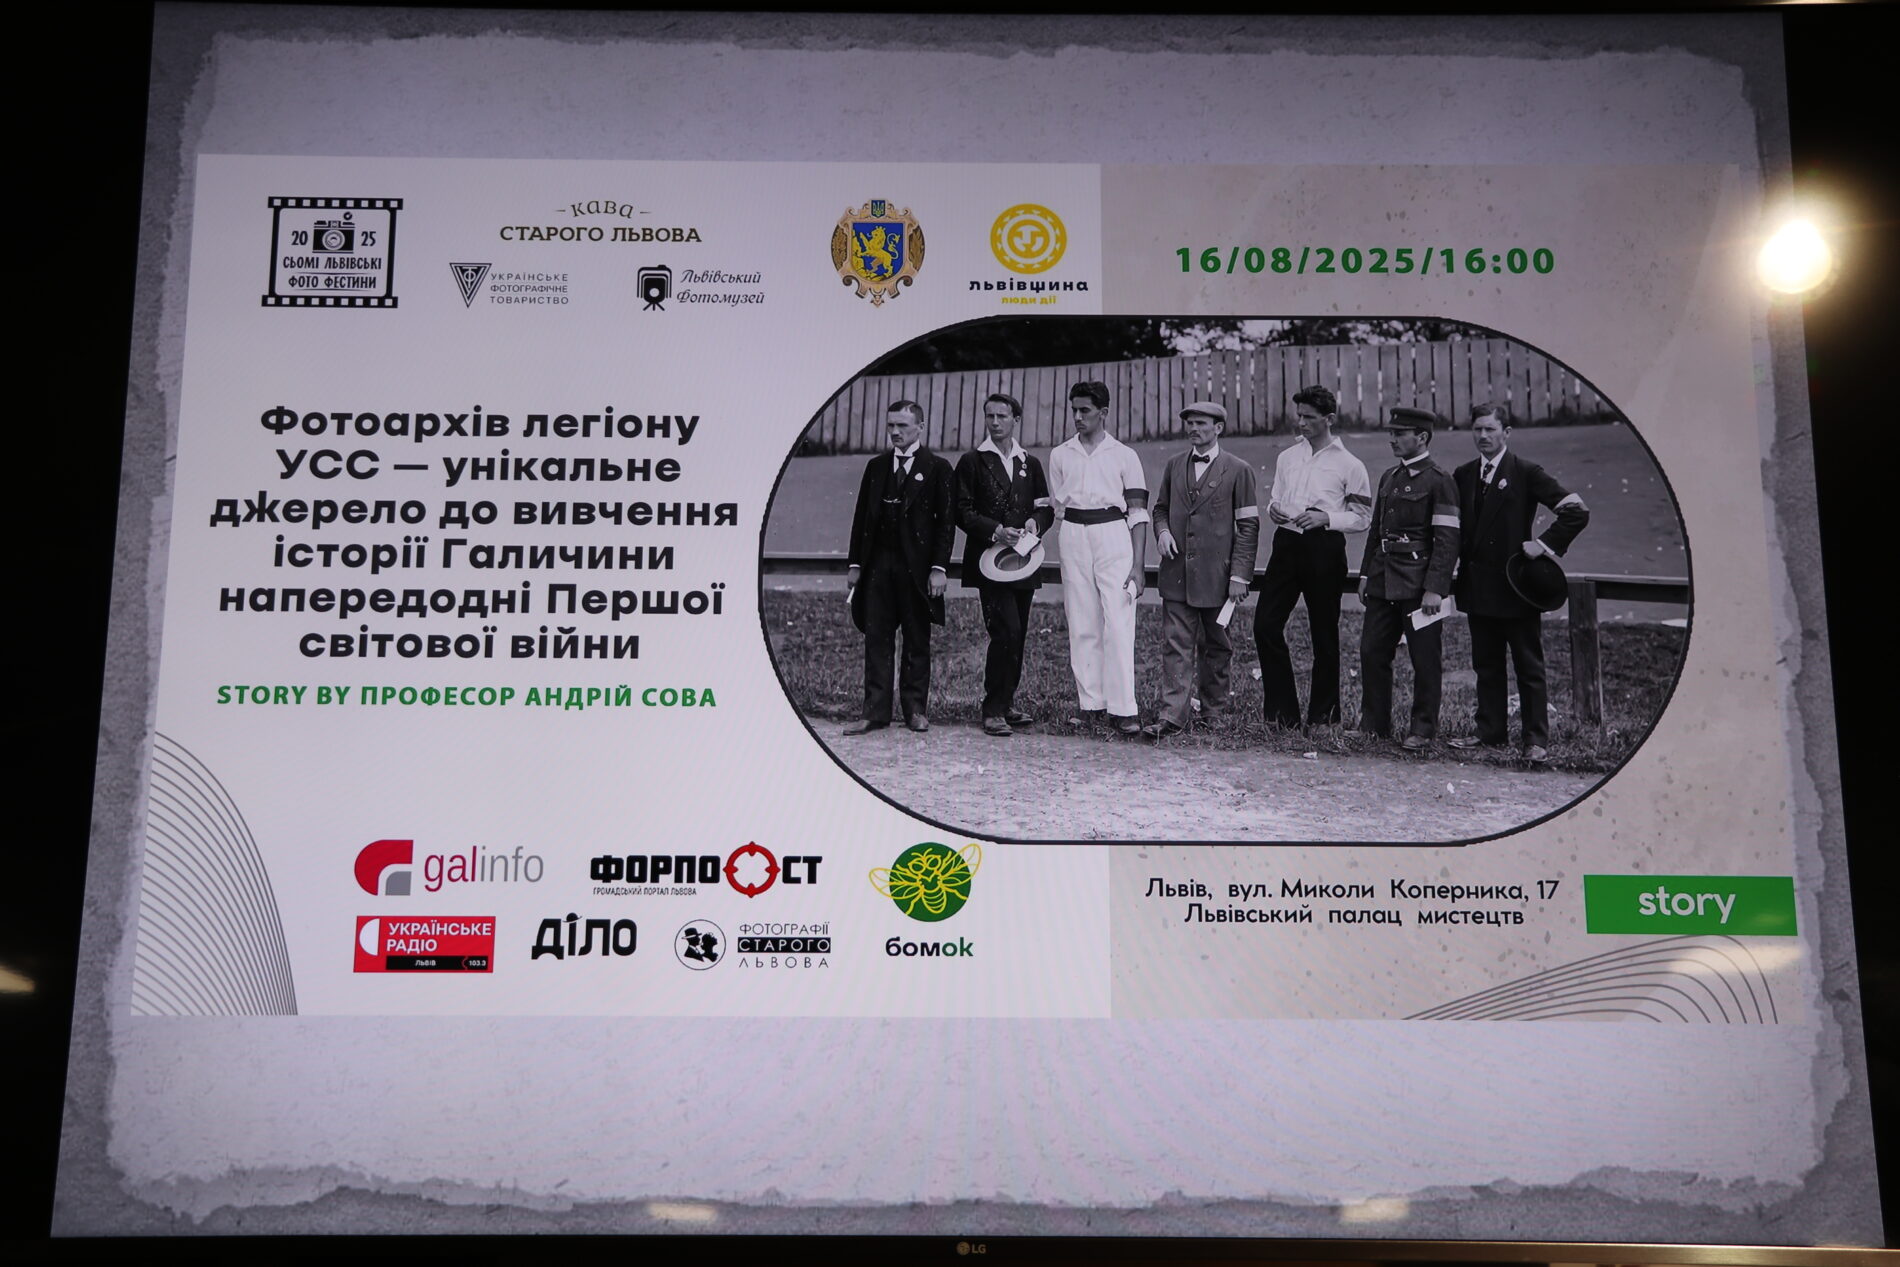 20 25
СЬОМІ ЛЬВІВСЬКІ
ФОТО ФЕСТИНИ
– кава –
СТАРОГО ЛЬВОВА
УКРАЇНСЬКЕ
ФОТОГРАФІЧНЕ
ТОВАРИСТВО
Львівський
Фотомузей
львівщина
люди дії
16/08/2025/16:00
Фотоархів легіону
УСС – унікальне
джерело до вивчення
історії Галичини
напередодні Першої
світової війни
STORY BY ПРОФЕСОР АНДРІЙ СОВА
galinfo
ФОРПОСТ
ГРОМАДСЬКИЙ ПОРТАЛ ЛЬВОВА
УКРАЇНСЬКЕ
РАДІО
ЛЬВІВ 103.3
ДІЛО
ФОТОГРАФІЇ
СТАРОГО
ЛЬВОВА
бомок
Львів, вул. Миколи Коперника, 17
Львівський палац мистецтв
story
LG